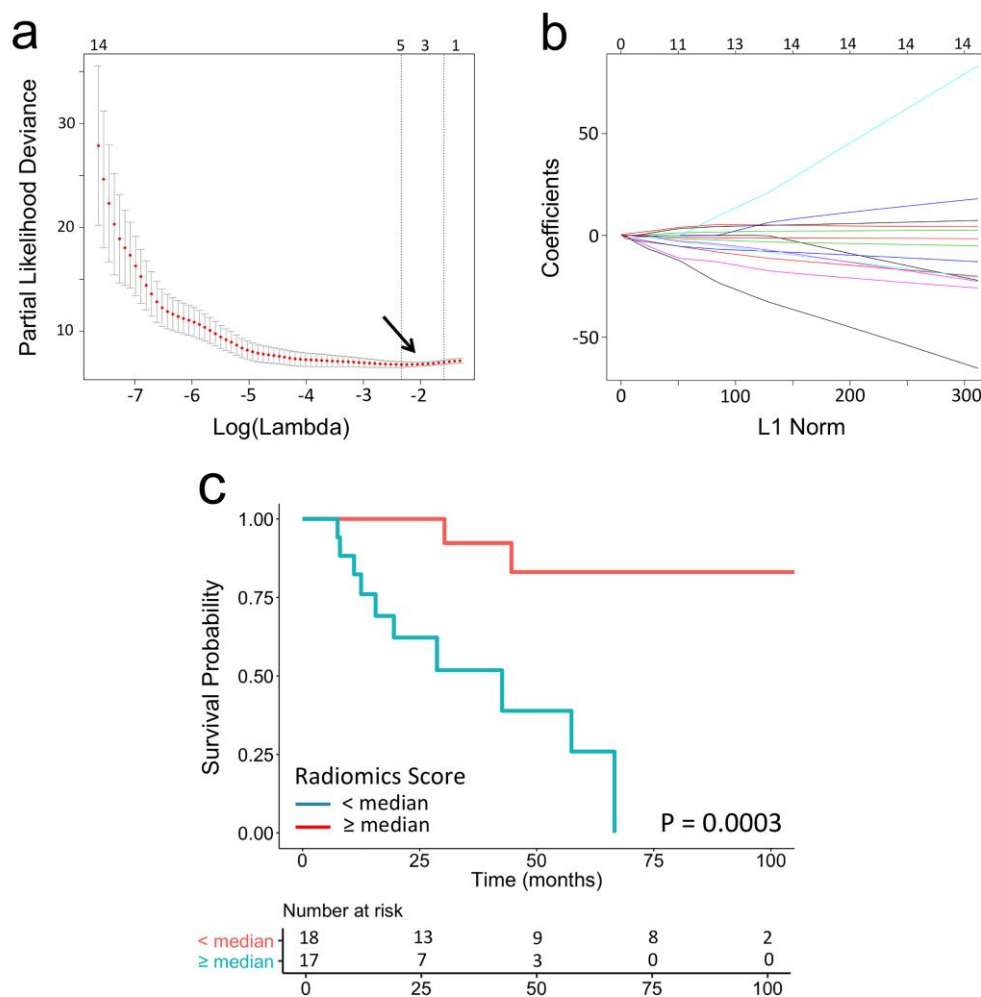 a
14 5 3 1
Partial Likelihood Deviance
30
20
10
-7 -6 -5 -4 -3 -2
Log(Lambda)
b
0 11 13 14 14 14 14
Coefficients
50
0
-50
0 100 200 300
L1 Norm
c
Survival Probability
1.00
0.75
0.50
0.25
0.00
Radiomics Score
< median
≥ median
P = 0.0003
0 25 50 75 100
Time (months)
Number at risk
< median 18 13 9 8 2
≥ median 17 7 3 0 0
0 25 50 75 100